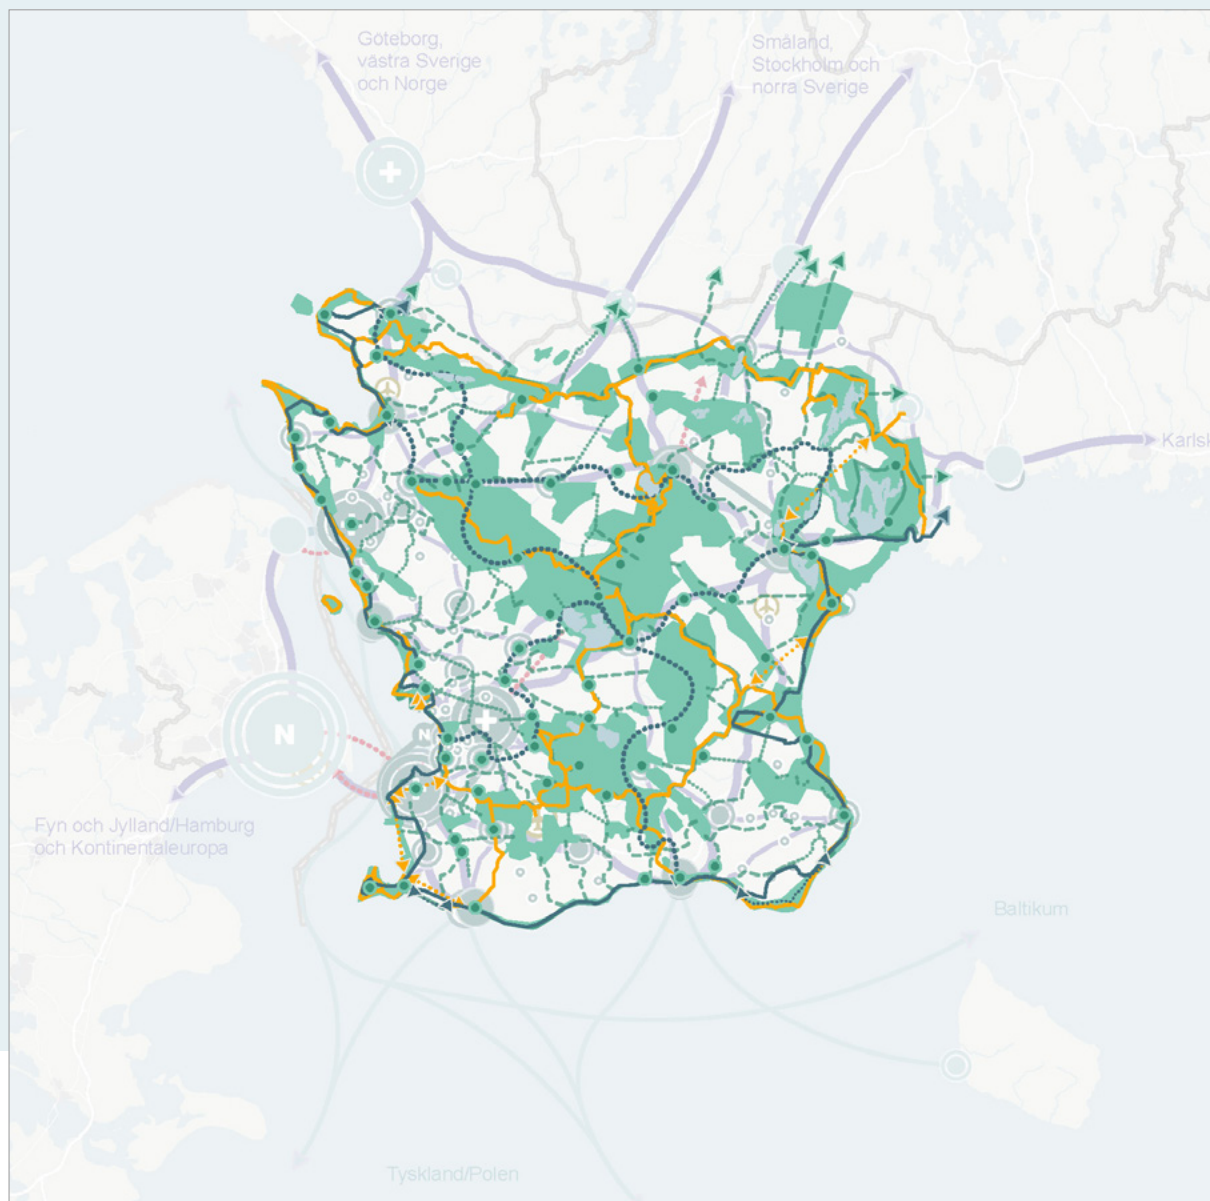 Göteborg,
västra Sverige
och Norge
Småland,
Stockholm och
norra Sverige
Karlsk
N
N
Fyn och Jylland/Hamburg
och Kontinentaleuropa
Baltikum
Tyskland/Polen